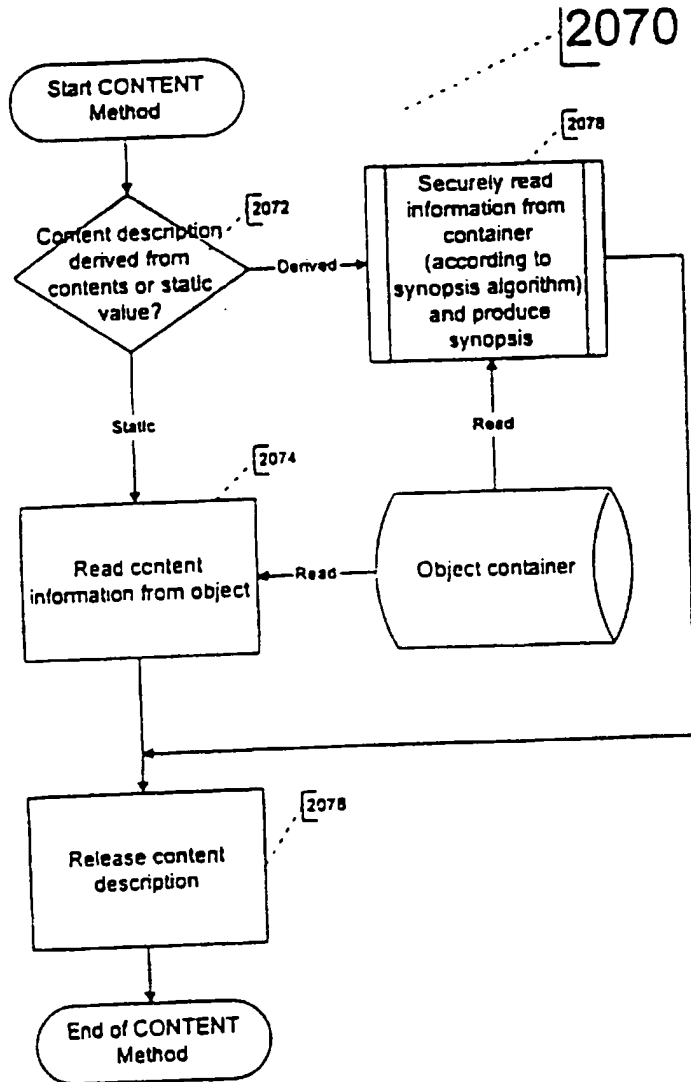 2070
Start CONTENT
Method
2078
2072
Content description
derived from
contents or static
value?
Derived
Securely read
information from
container
(according to
synopsis algorithm)
and produce
synopsis
Static
Read
2074
Read content
information from object
Read
Object container
2076
Release content
description
End of CONTENT
Method